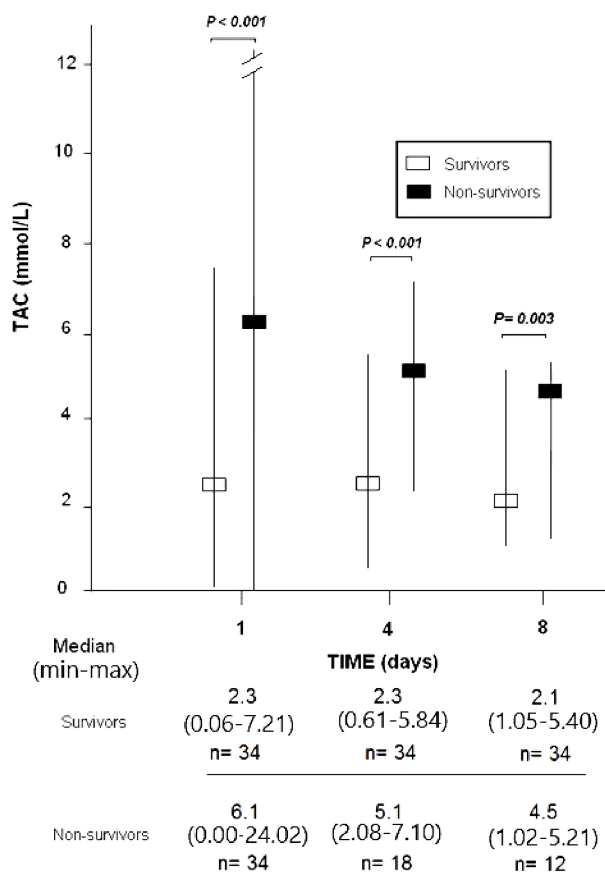 P < 0.001
12
10
8
6
4
2
0
TAC (mmol/L)
Survivors
Non-survivors
P < 0.001
P= 0.003
1 4 8
TIME (days)
Median
(min-max)
Survivors
2.3 2.3 2.1
(0.06-7.21) (0.61-5.84) (1.05-5.40)
n= 34 n= 34 n= 34
Non-survivors
6.1 5.1 4.5
(0.00-24.02) (2.08-7.10) (1.02-5.21)
n= 34 n= 18 n= 12